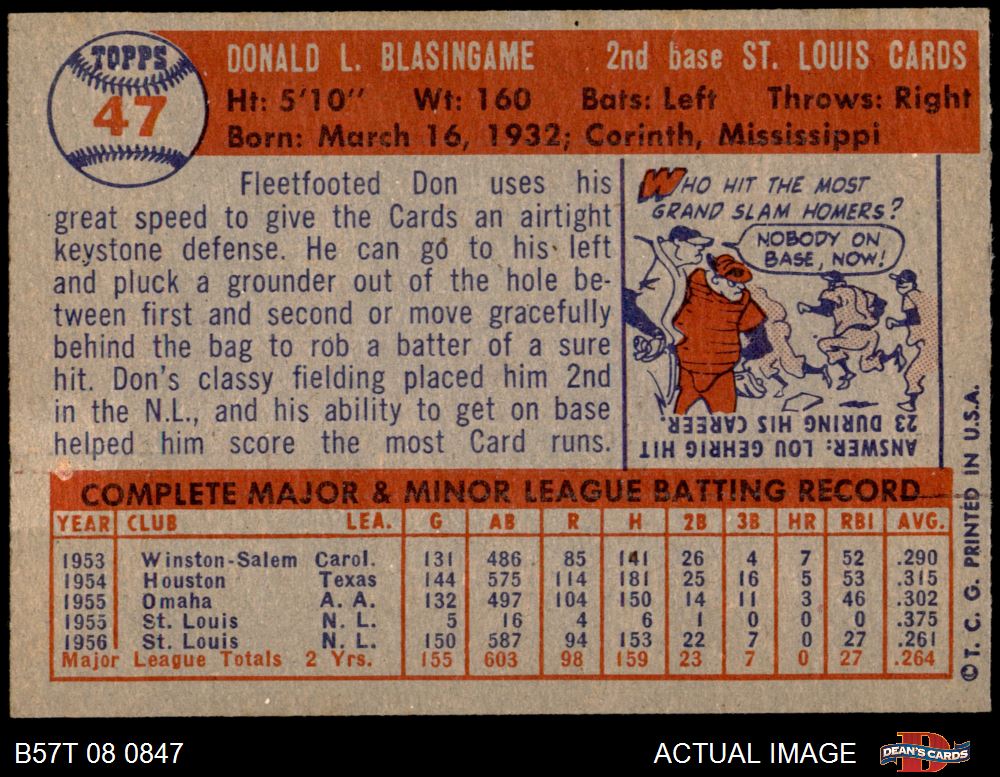 TOPPS
47
DONALD L. BLASINGAME 2nd base ST. LOUIS CARDS
Ht: 5'10'' Wt: 160 Bats: Left Throws: Right
Born: March 16, 1932; Corinth, Mississippi
Fleetfooted Don uses his
great speed to give the Cards an airtight
keystone defense. He can go to his left
and pluck a grounder out of the hole be-
tween first and second or move gracefully
behind the bag to rob a batter of a sure
hit. Don's classy fielding placed him 2nd
in the N.L., and his ability to get on base
helped him score the most Card runs.
WHO HIT THE MOST
GRAND SLAM HOMERS?
NOBODY ON
BASE, NOW!
ANSWER: LOU GEHRIG HIT
23 DURING HIS CAREER.
COMPLETE MAJOR & MINOR LEAGUE BATTING RECORD
YEAR CLUB LEA. G AB R H 2B 3B HR RBI AVG.
1953 Winston-Salem Carol. 131 486 85 141 26 4 7 52 .290
1954 Houston Texas 144 575 114 181 25 16 5 53 .315
1955 Omaha A. A. 132 497 104 150 14 11 3 46 .302
1955 St. Louis N. L. 5 16 4 6 1 0 0 0 .375
1956 St. Louis N. L. 150 587 94 153 22 7 0 27 .261
Major League Totals 2 Yrs. 155 603 98 159 23 7 0 27 .264
© T. C. G. PRINTED IN U.S.A.
B57T 08 0847 ACTUAL IMAGE
DEAN'S CARDS